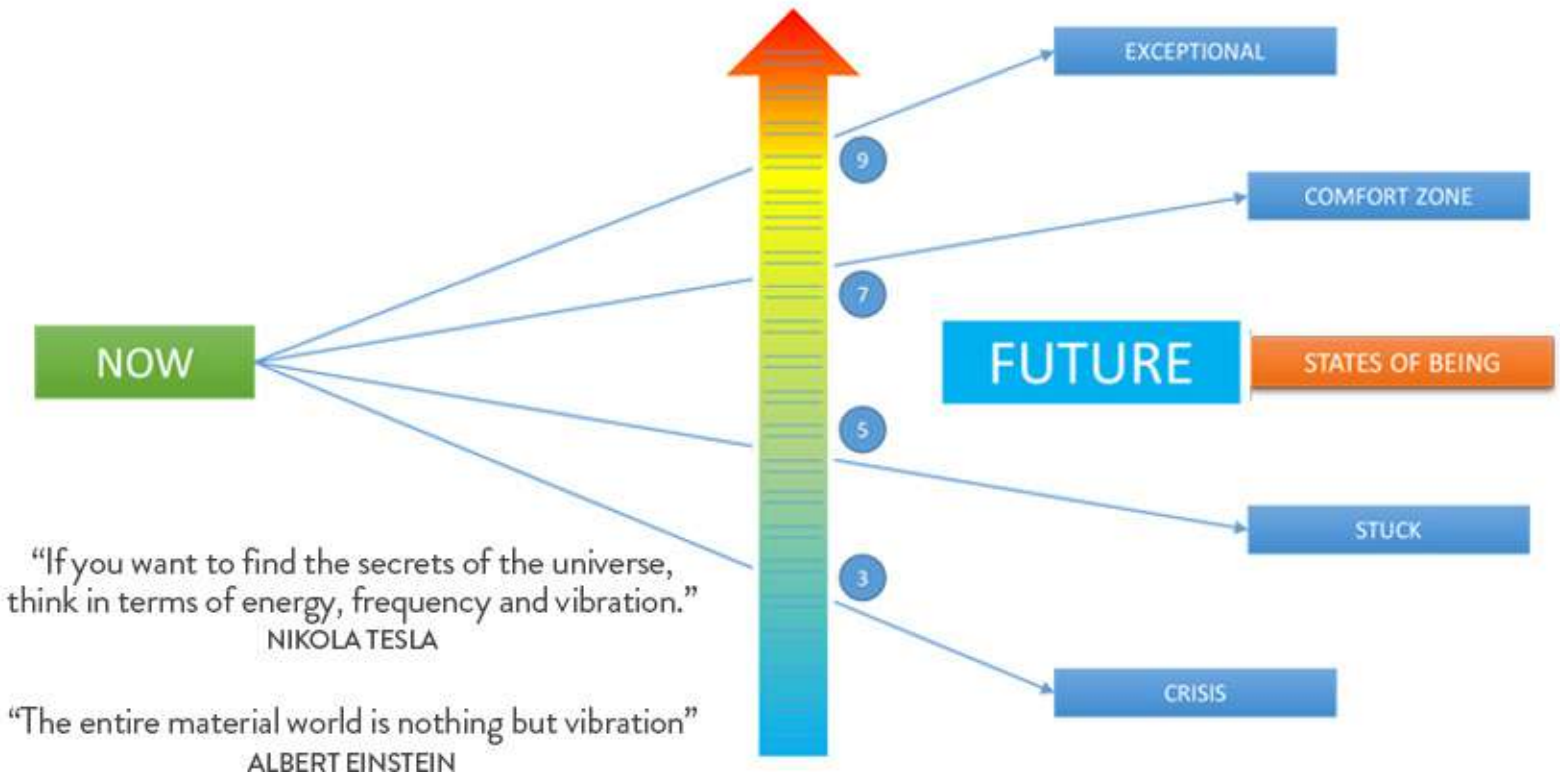 EXCEPTIONAL
9
COMFORT ZONE
7
NOW
FUTURE
STATES OF BEING
5
STUCK
“If you want to find the secrets of the universe,
think in terms of energy, frequency and vibration.”
NIKOLA TESLA
3
CRISIS
“The entire material world is nothing but vibration”
ALBERT EINSTEIN